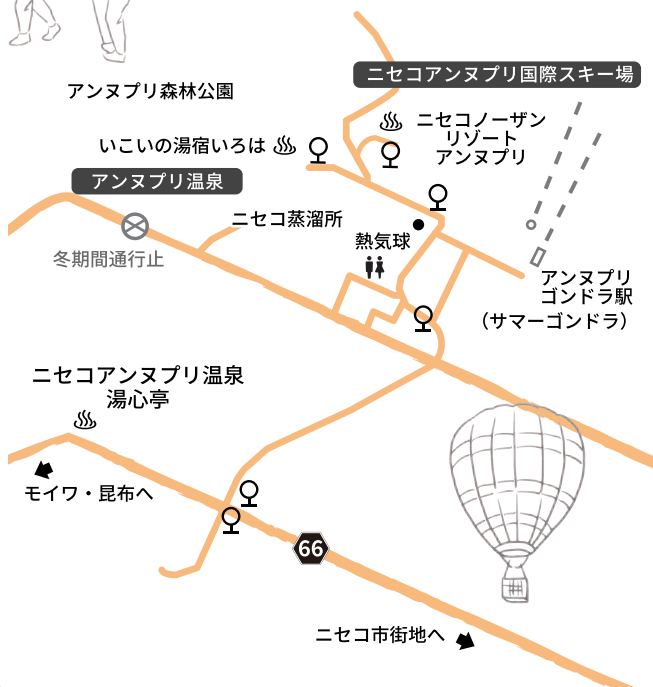 ニセコアンヌプリ国際スキー場
アンヌプリ森林公園
ニセコノーザン
リゾート
アンヌプリ
いこいの湯宿いろは
アンヌプリ温泉
ニセコ蒸溜所
熱気球
冬期間通行止
アンヌプリ
ゴンドラ駅
（サマーゴンドラ）
ニセコアンヌプリ温泉
湯心亭
モイワ・昆布へ
66
ニセコ市街地へ